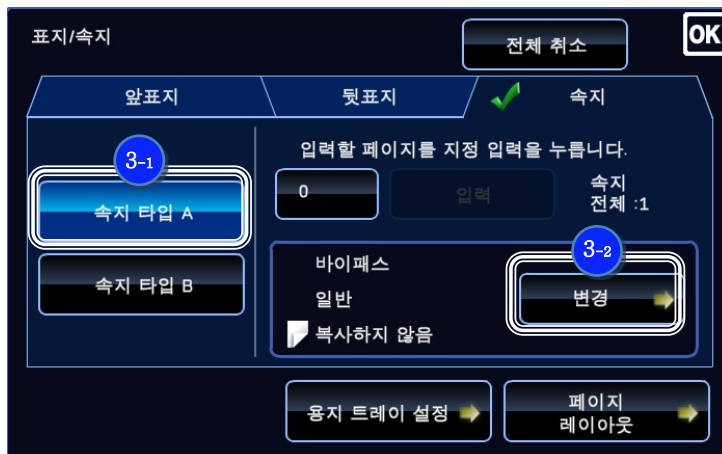 표지/속지
전체 취소
OK
앞표지
뒷표지
속지
3-1
속지 타입 A
속지 타입 B
입력할 페이지를 지정 입력을 누릅니다.
0
입력
속지
전체 :1
3-2
바이패스
일반
복사하지 않음
변경
용지 트레이 설정
페이지
레이아웃